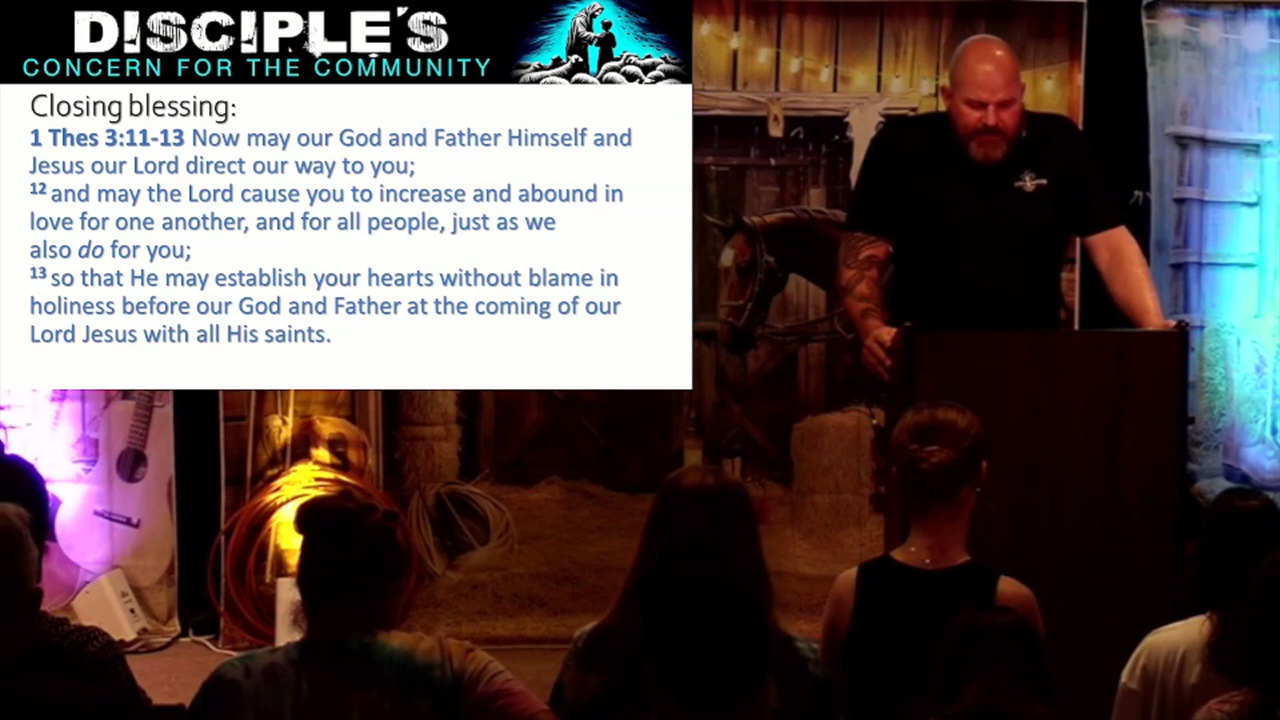 DISCIPLE'S
CONCERN FOR THE COMMUNITY
Closing blessing:
1 Thes 3:11-13 Now may our God and Father Himself and
Jesus our Lord direct our way to you;
12 and may the Lord cause you to increase and abound in
love for one another, and for all people, just as we
also do for you;
13 so that He may establish your hearts without blame in
holiness before our God and Father at the coming of our
Lord Jesus with all His saints.